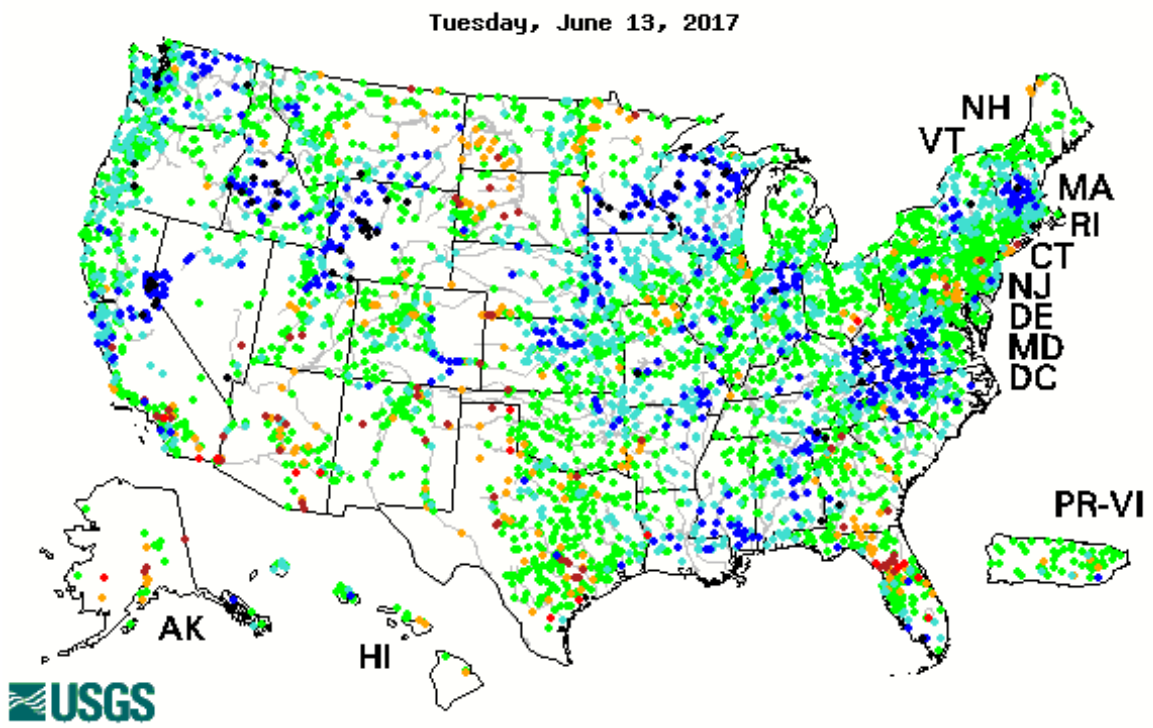 Tuesday, June 13, 2017
NH
VT
MA
RI
CT
NJ
DE
MD
DC
PR-VI
AK
HI
USGS